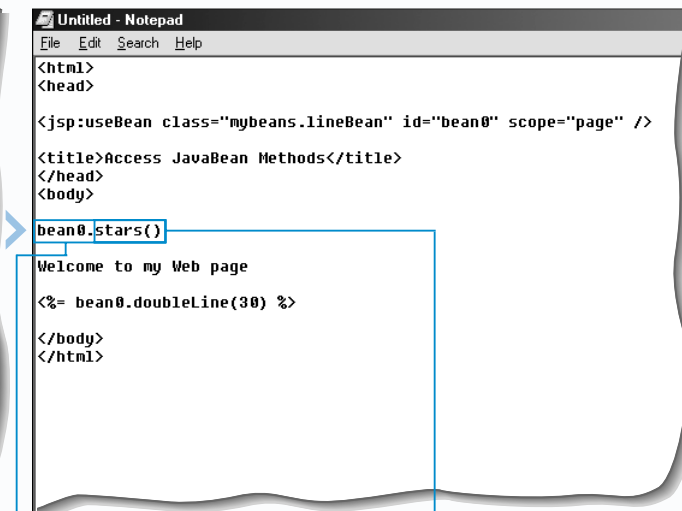 Untitled - Notepad
File Edit Search Help
<html>
<head>
<jsp:useBean class="mybeans.lineBean" id="bean0" scope="page" />
<title>Access JavaBean Methods</title>
</head>
<body>
bean0.stars()
Welcome to my Web page
<%= bean0.doubleLine(30) %>
</body>
</html>